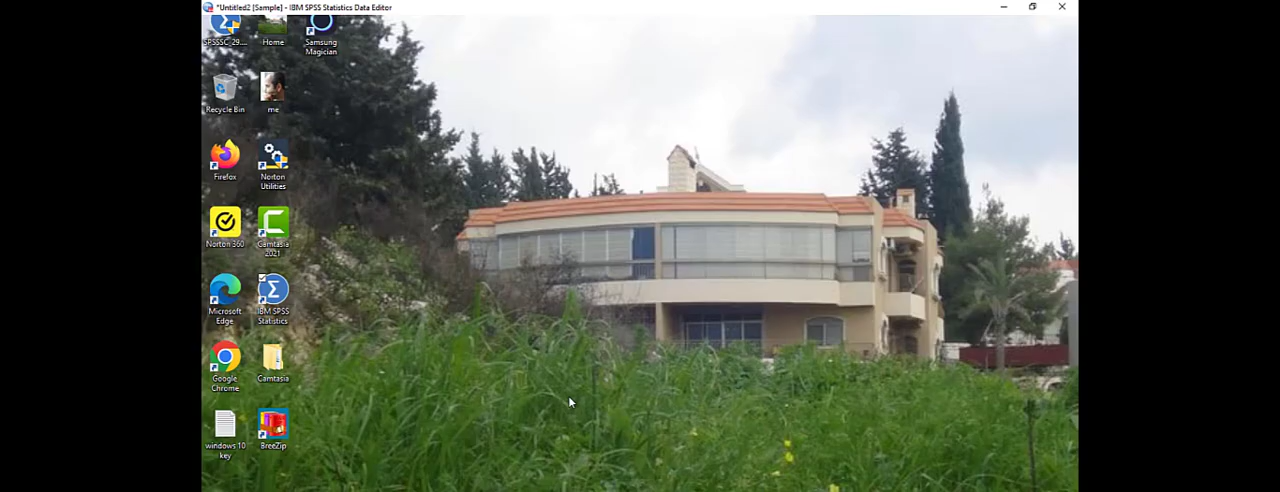 *Untitled2 [Sample] - IBM SPSS Statistics Data Editor
SPSSSC_29....
Home
Samsung
Magician
Recycle Bin
me
Firefox
Norton
Utilities
Norton 360
Camtasia
2021
Microsoft
Edge
IBM SPSS
Statistics
Google
Chrome
Camtasia
windows 10
key
BreeZip